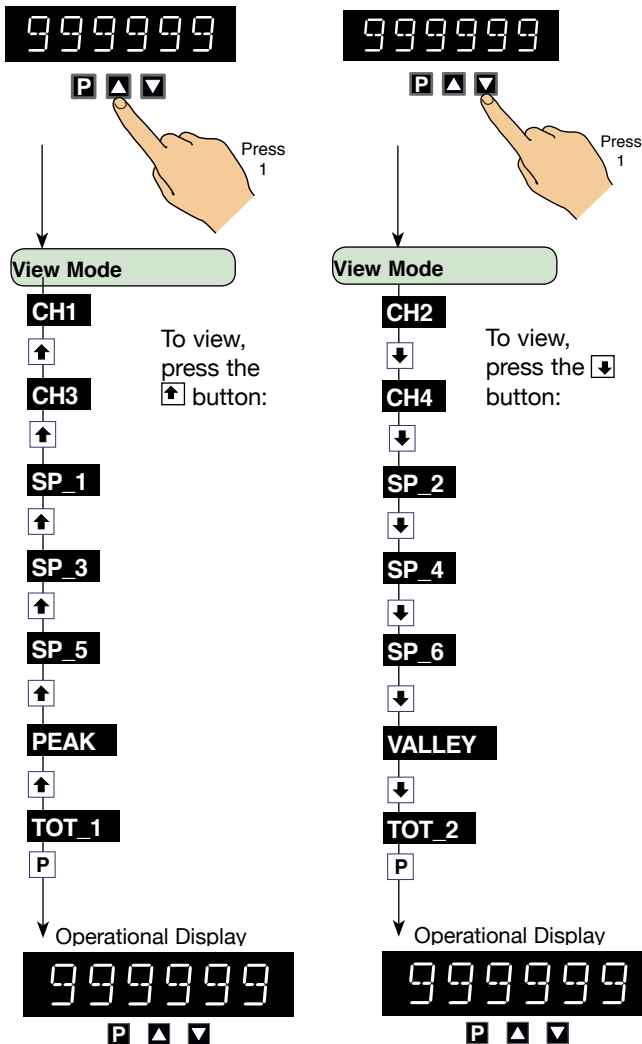 999999
P
Press
1
View Mode
CH1
CH3
SP_1
SP_3
SP_5
PEAK
TOT_1
P
To view,
press the
button:
Operational Display
999999
P
999999
P
Press
1
View Mode
CH2
CH4
SP_2
SP_4
SP_6
VALLEY
TOT_2
P
To view,
press the
button:
Operational Display
999999
P